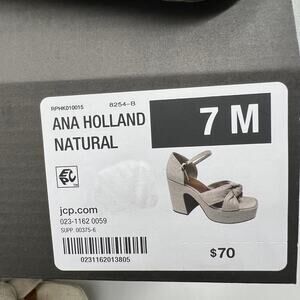 RPHK010015
8254-B
ANA HOLLAND
NATURAL
7 M
jcp.com
023-1162 0059
SUPP. 00375-6
0231162013805
$70